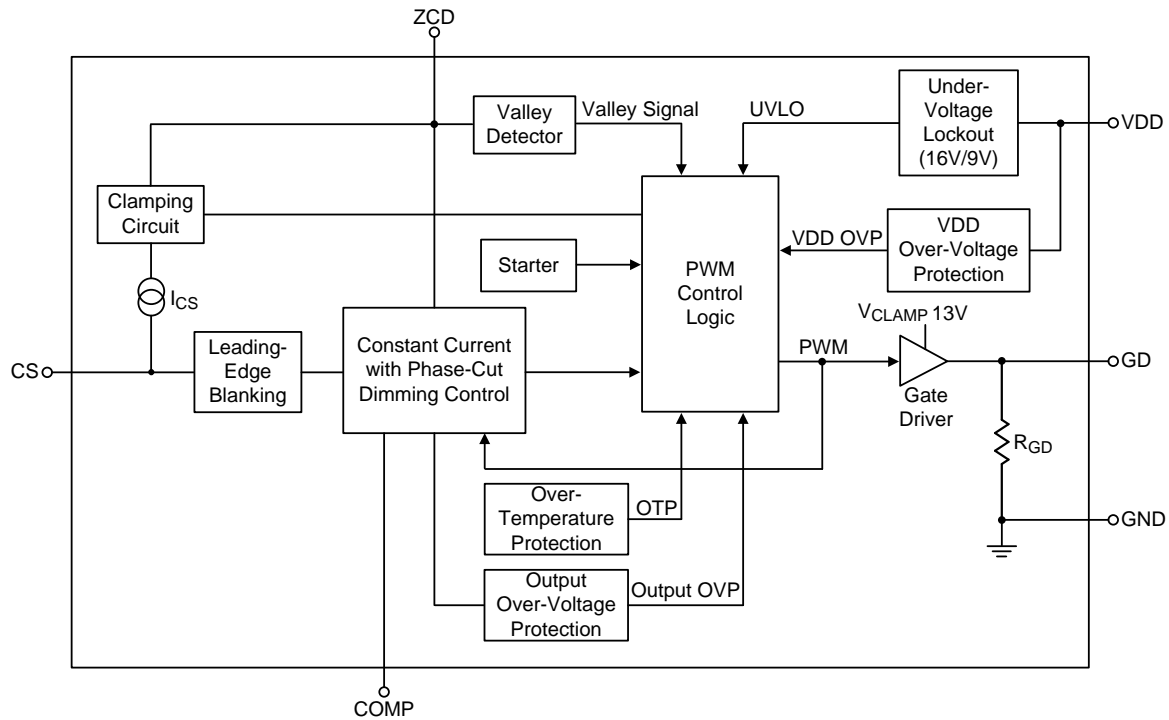 ZCD
Valley
Detector
Valley Signal
UVLO
Under-
Voltage
Lockout
(16V/9V)
VDD
Clamping
Circuit
VDD OVP
VDD
Over-Voltage
Protection
Starter
PWM
Control
Logic
ICS
VCLAMP 13V
CS
Leading-
Edge
Blanking
Constant Current
with Phase-Cut
Dimming Control
PWM
Gate
Driver
GD
RGD
Over-
Temperature
Protection
OTP
GND
Output
Over-Voltage
Protection
Output OVP
COMP